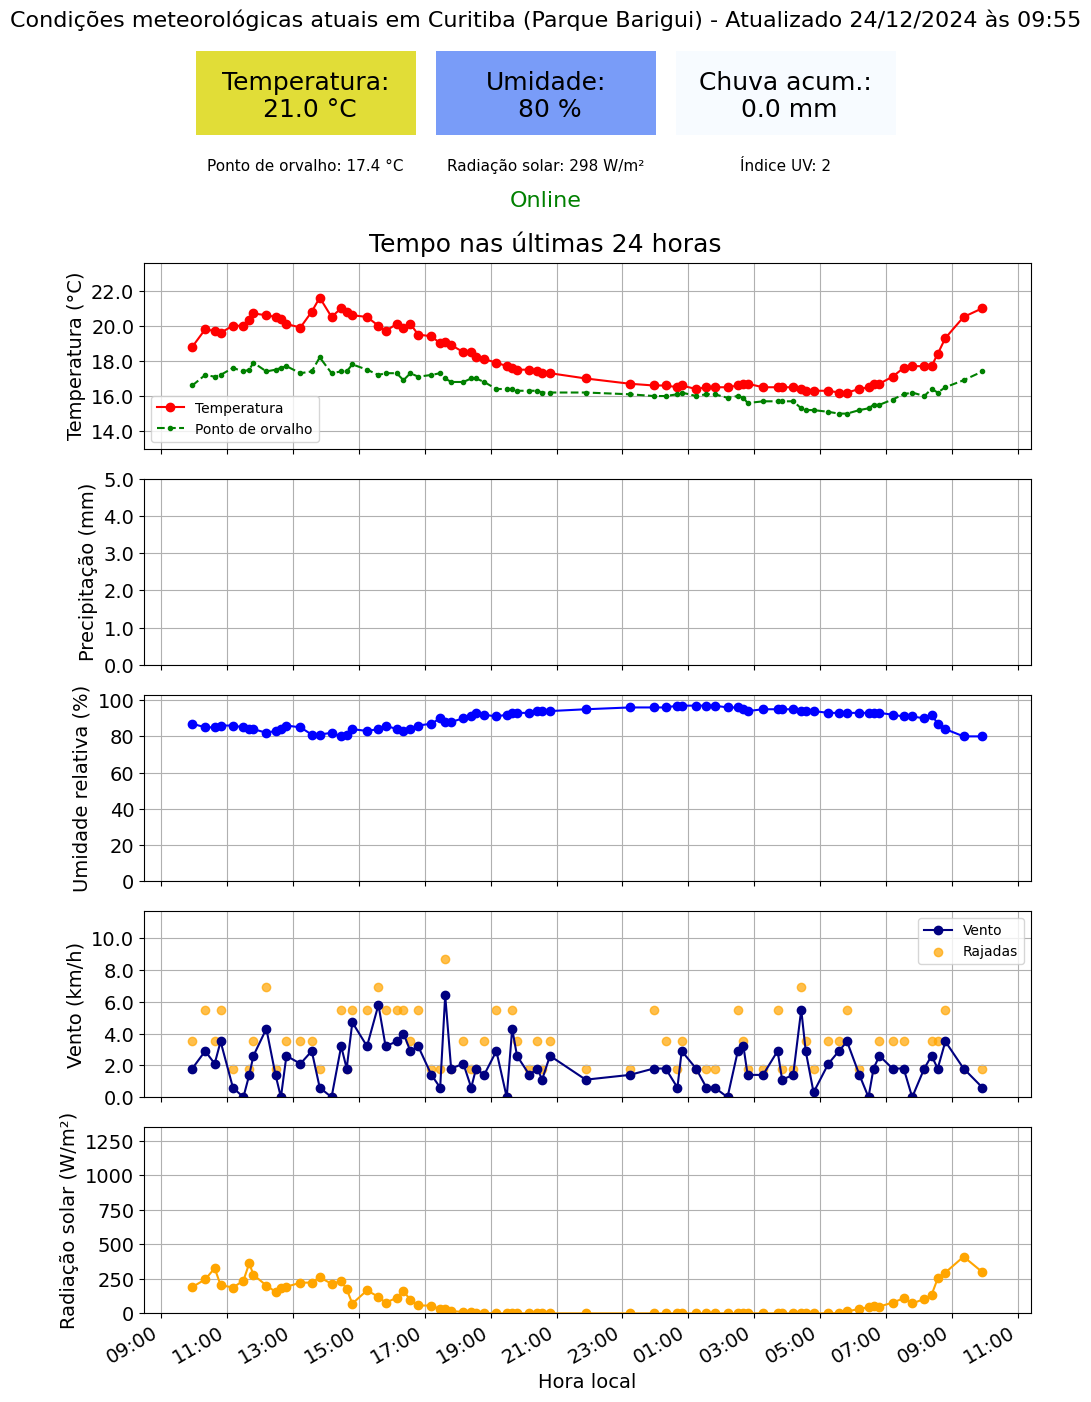 Condições meteorológicas atuais em Curitiba (Parque Barigui) - Atualizado 24/12/2024 às 09:55
Temperatura:
21.0 °C
Umidade:
80 %
Chuva acum.:
0.0 mm
Ponto de orvalho: 17.4 °C
Radiação solar: 298 W/m²
Índice UV: 2
Online
Tempo nas últimas 24 horas
Temperatura (°C)
22.0
20.0
18.0
16.0
14.0
Temperatura
Ponto de orvalho
Precipitação (mm)
5.0
4.0
3.0
2.0
1.0
0.0
Umidade relativa (%)
100
80
60
40
20
0
Vento (km/h)
10.0
8.0
6.0
4.0
2.0
0.0
Vento
Rajadas
Radiação solar (W/m²)
1250
1000
750
500
250
0
09:00
11:00
13:00
15:00
17:00
19:00
21:00
23:00
01:00
03:00
05:00
07:00
09:00
11:00
Hora local